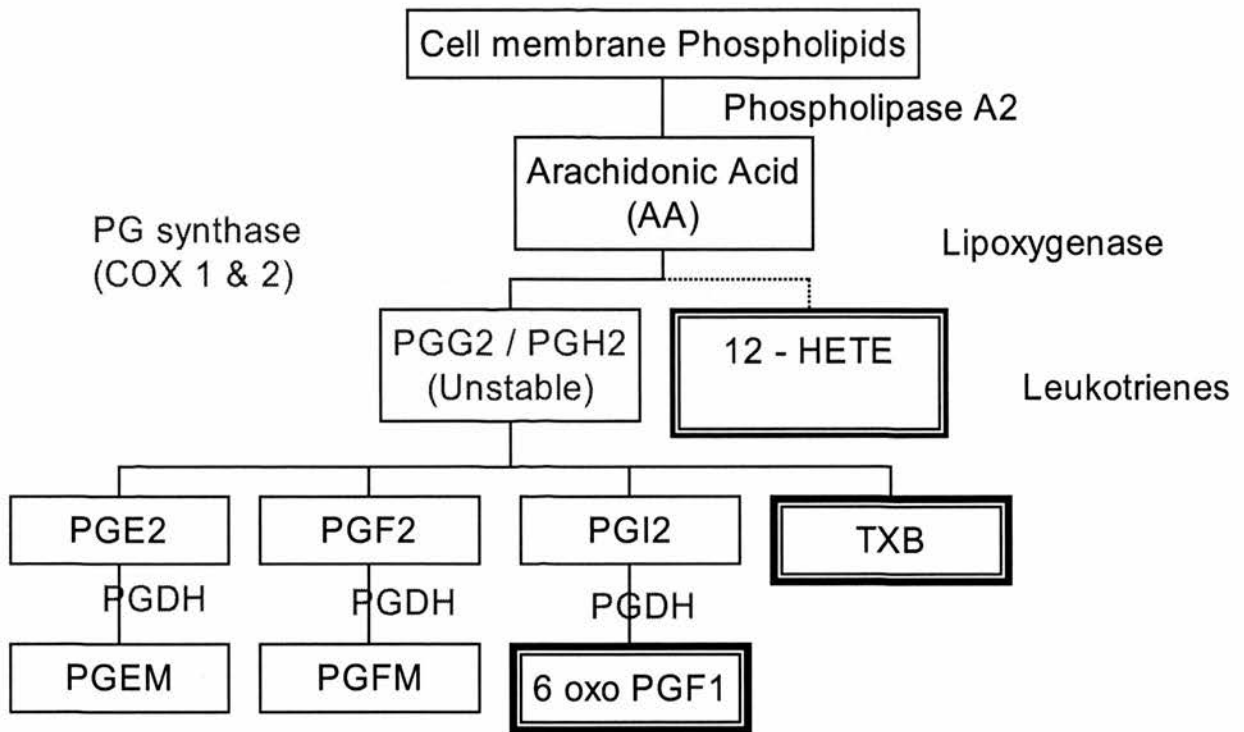 Cell membrane Phospholipids
Phospholipase A2
Arachidonic Acid
(AA)
PG synthase
(COX 1 & 2)
Lipoxygenase
PGG2 / PGH2
(Unstable)
12 - HETE
Leukotrienes
PGE2
PGF2
PGI2
TXB
PGDH
PGDH
PGDH
PGEM
PGFM
6 oxo PGF1